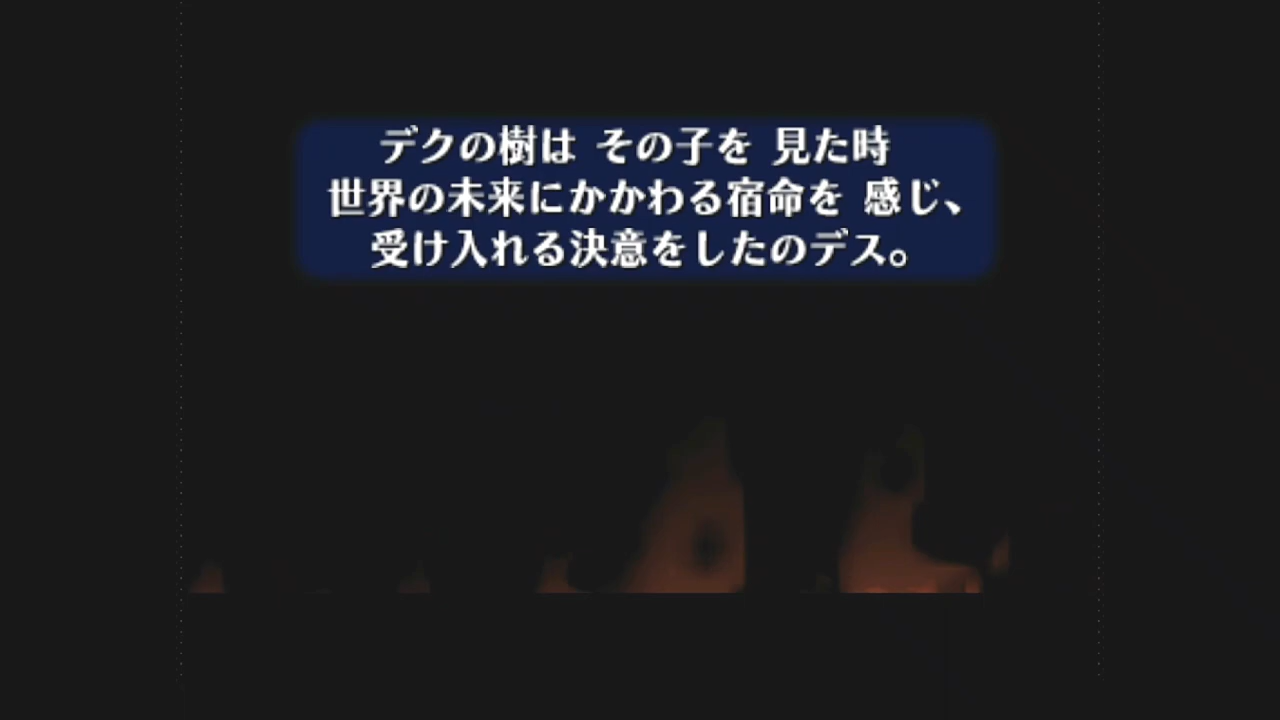 デクの樹は その子を 見た時
世界の未来にかかわる宿命を 感じ、
受け入れる決意をしたのデス。